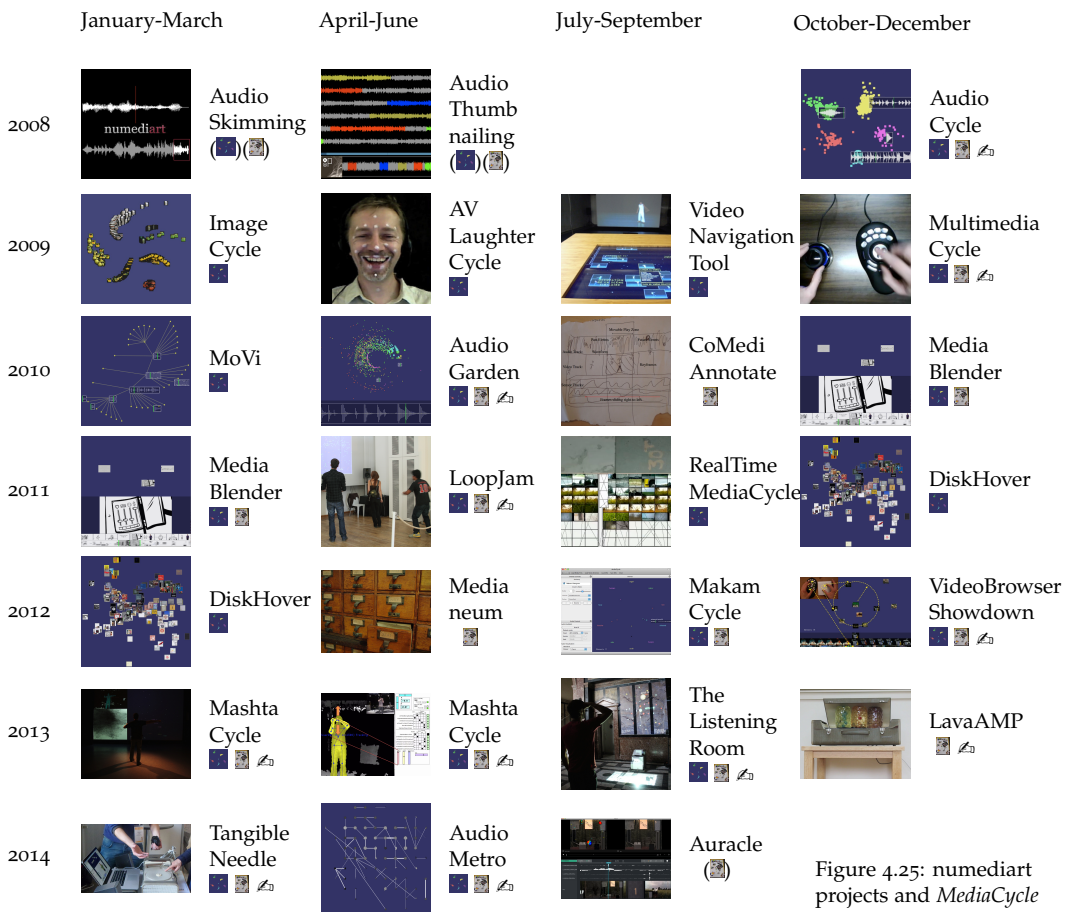 January-March
April-June
July-September
October-December
2008
numediart
Audio
Skimming
()()
Audio
Thumb
nailing
()()
Audio
Cycle
✍
2009
Image
Cycle
AV
Laughter
Cycle
Video
Navigation
Tool
Multimedia
Cycle
✍
2010
MoVi
Audio
Garden
✍
CoMedi
Annotate
Media
Blender
2011
Media
Blender
LoopJam
✍
RealTime
MediaCycle
DiskHover
2012
DiskHover
Media
neum
Makam
Cycle
VideoBrowser
Showdown
✍
2013
Mashta
Cycle
✍
Mashta
Cycle
✍
The
Listening
Room
✍
LavaAMP
✍
2014
Tangible
Needle
✍
Audio
Metro
✍
Auracle
()
Figure 4.25: numediart
projects and MediaCycle